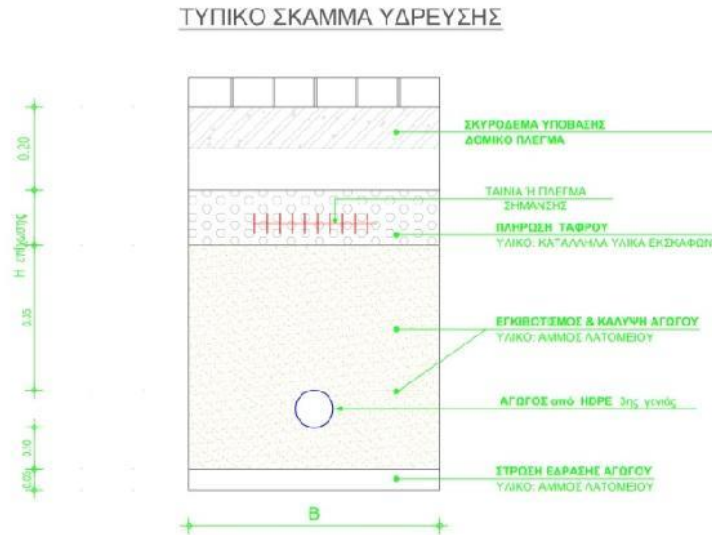 ΤΥΠΙΚΟ ΣΚΑΜΜΑ ΥΔΡΕΥΣΗΣ
ΣΚΥΡΟΔΕΜΑ ΥΠΟΒΑΣΗΣ
ΔΟΜΙΚΟ ΠΛΕΓΜΑ
0.20
ΤΑΙΝΙΑ Ή ΠΛΕΓΜΑ
ΣΗΜΑΝΣΗΣ
ΠΛΗΡΩΣΗ ΤΑΦΡΟΥ
ΥΛΙΚΟ: ΚΑΤΑΛΛΗΛΑ ΥΛΙΚΑ ΕΚΣΚΑΦΩΝ
Η επίχωσης
ΕΓΚΙΒΩΤΙΣΜΟΣ & ΚΑΛΥΨΗ ΑΓΩΓΟΥ
ΥΛΙΚΟ: ΑΜΜΟΣ ΛΑΤΟΜΕΙΟΥ
0.35
ΑΓΩΓΟΣ από HDPE 3ης γενιάς
0.10
ΣΤΡΩΣΗ ΕΔΡΑΣΗΣ ΑΓΩΓΟΥ
ΥΛΙΚΟ: ΑΜΜΟΣ ΛΑΤΟΜΕΙΟΥ
0.05
B